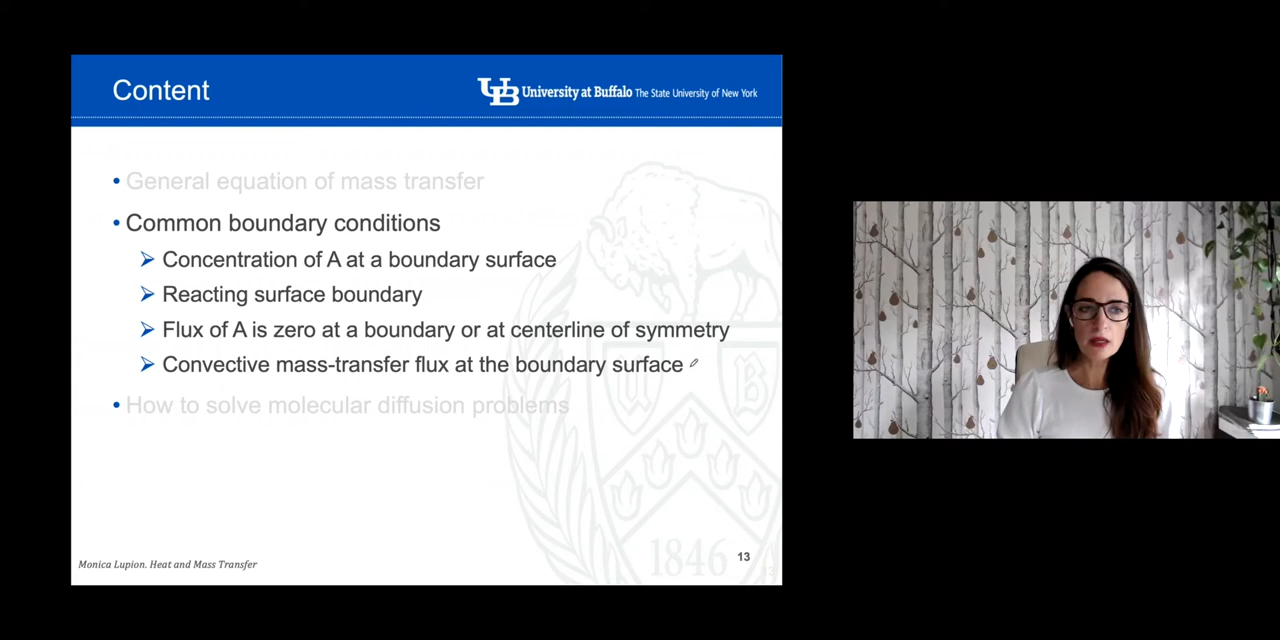 Content
UB University at Buffalo The State University of New York
• General equation of mass transfer
• Common boundary conditions
➢ Concentration of A at a boundary surface
➢ Reacting surface boundary
➢ Flux of A is zero at a boundary or at centerline of symmetry
➢ Convective mass-transfer flux at the boundary surface
• How to solve molecular diffusion problems
U B
1846
Monica Lupion. Heat and Mass Transfer
13